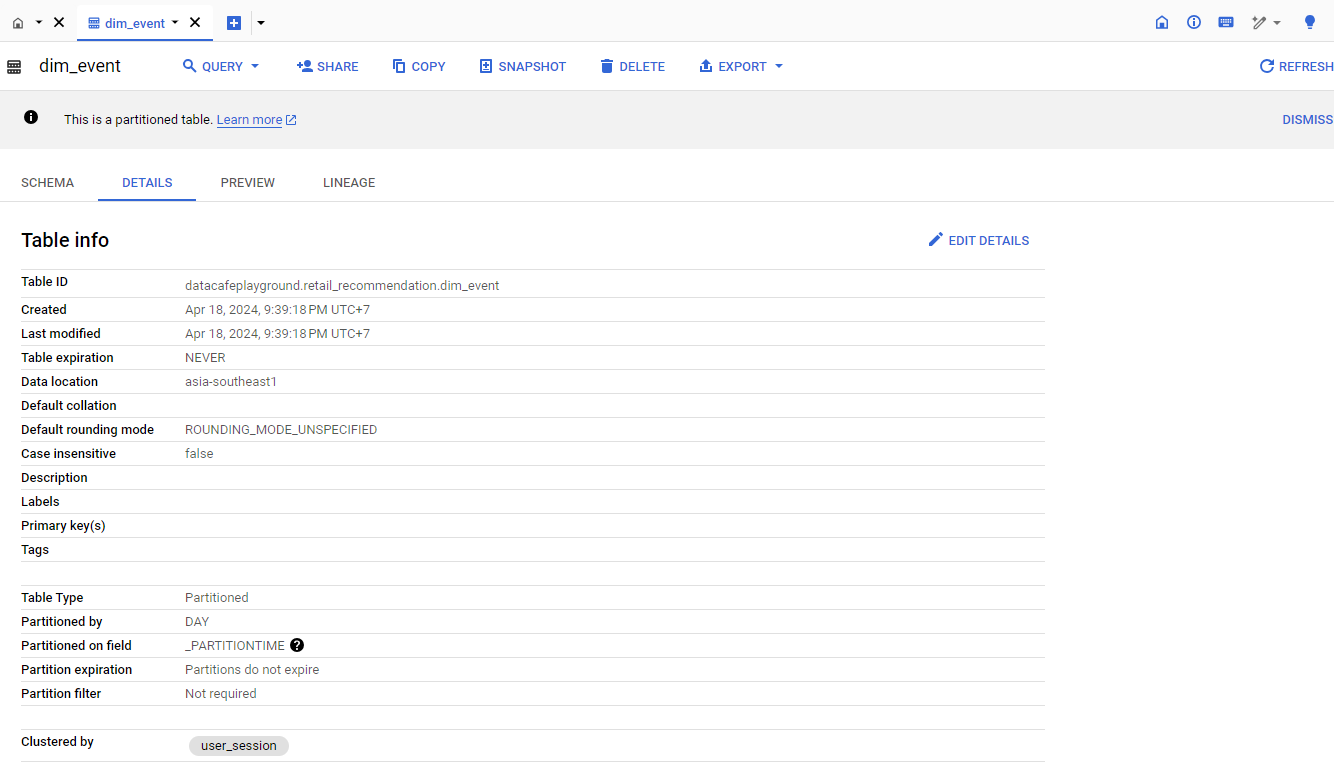 dim_event
dim_event QUERY SHARE COPY SNAPSHOT DELETE EXPORT REFRESH
This is a partitioned table. Learn more DISMISS
SCHEMA DETAILS PREVIEW LINEAGE
Table info EDIT DETAILS
Table ID datacafeplayground.retail_recommendation.dim_event
Created Apr 18, 2024, 9:39:18 PM UTC+7
Last modified Apr 18, 2024, 9:39:18 PM UTC+7
Table expiration NEVER
Data location asia-southeast1
Default collation
Default rounding mode ROUNDING_MODE_UNSPECIFIED
Case insensitive false
Description
Labels
Primary key(s)
Tags
Table Type Partitioned
Partitioned by DAY
Partitioned on field _PARTITIONTIME
Partition expiration Partitions do not expire
Partition filter Not required
Clustered by user_session